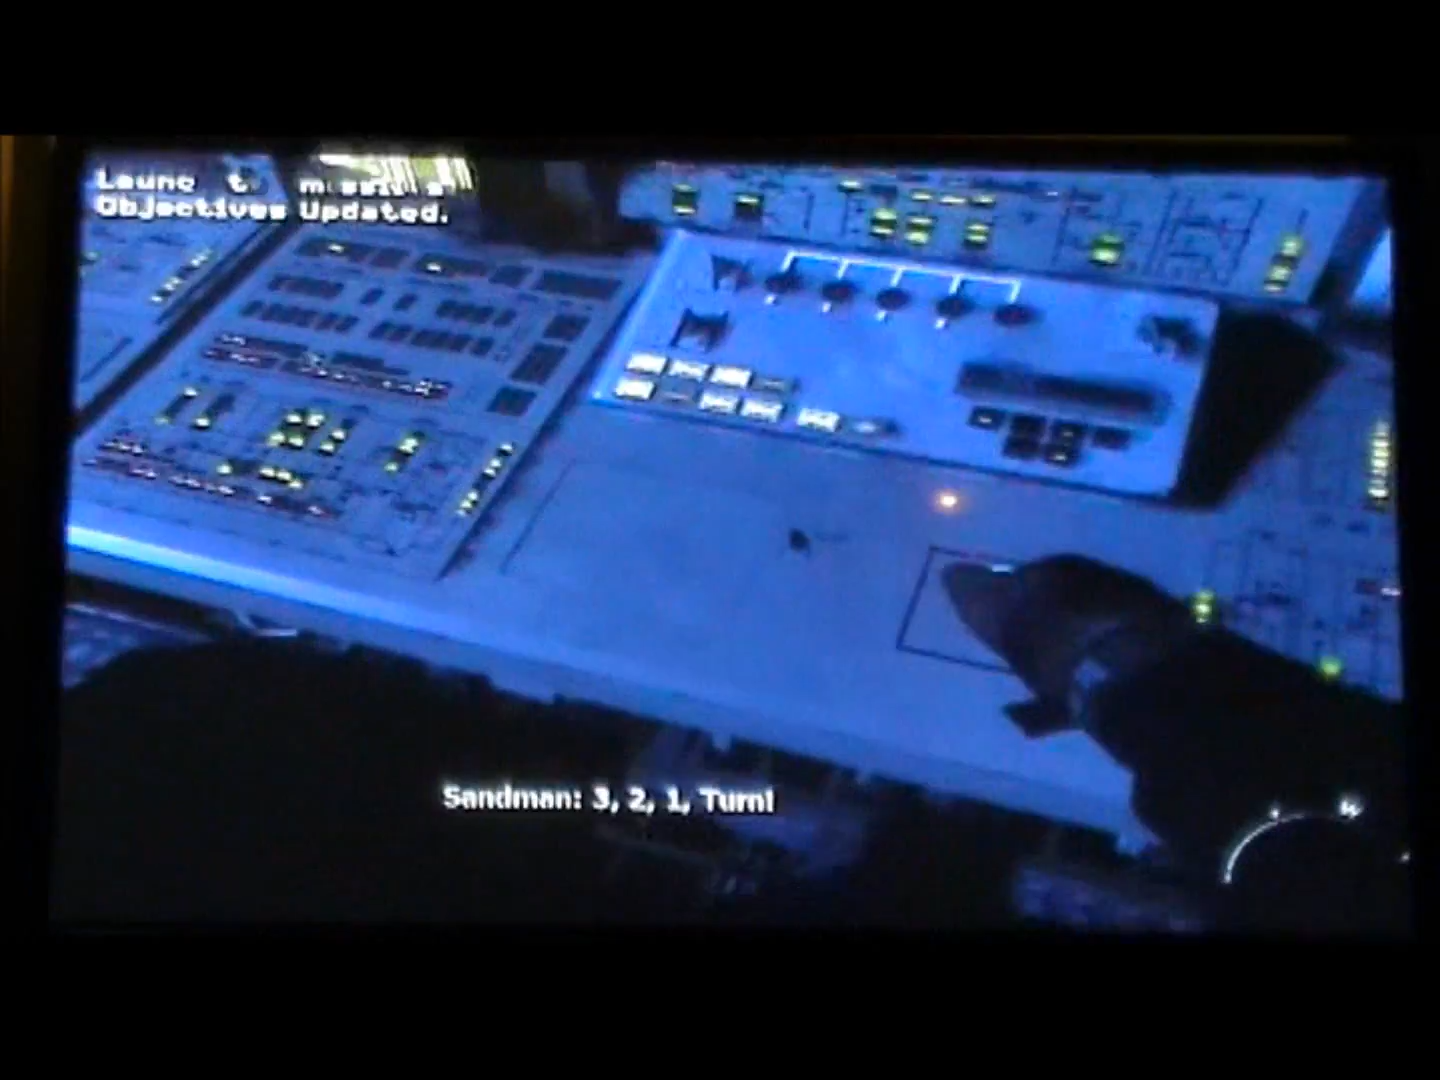 Objectives Updated.
Sandman: 3, 2, 1, Turn!